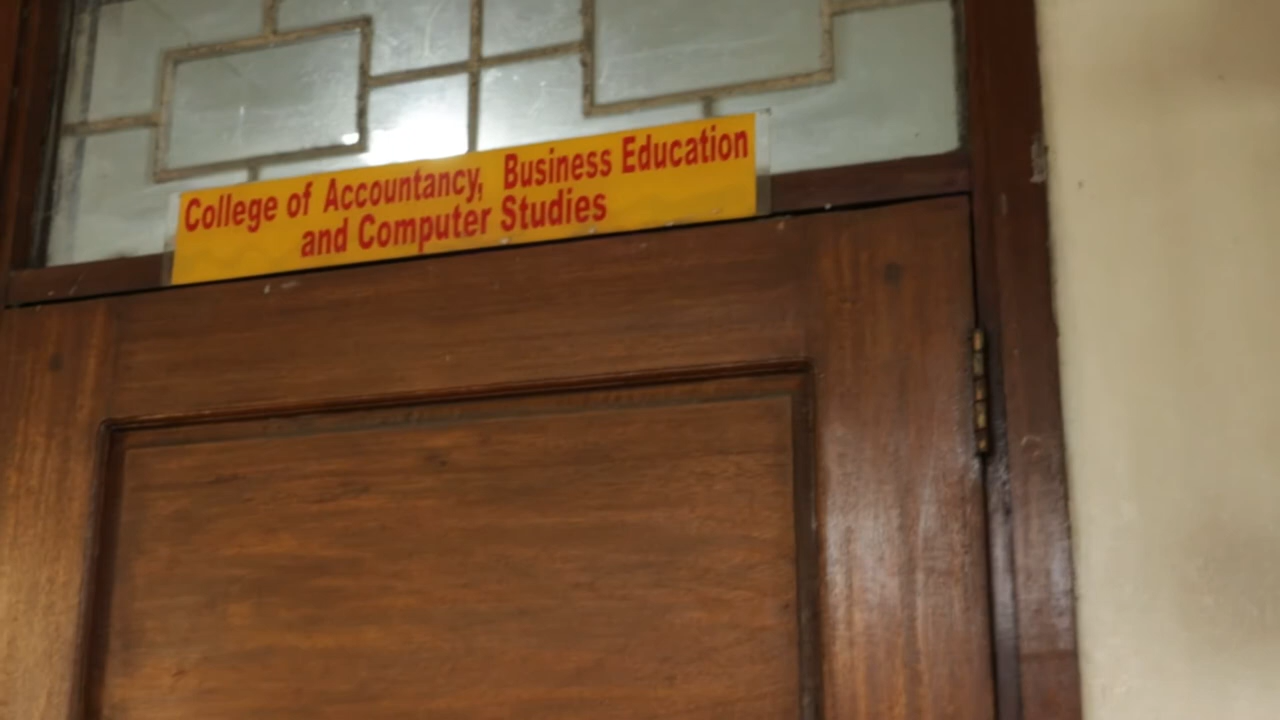 College of Accountancy, Business Education
and Computer Studies